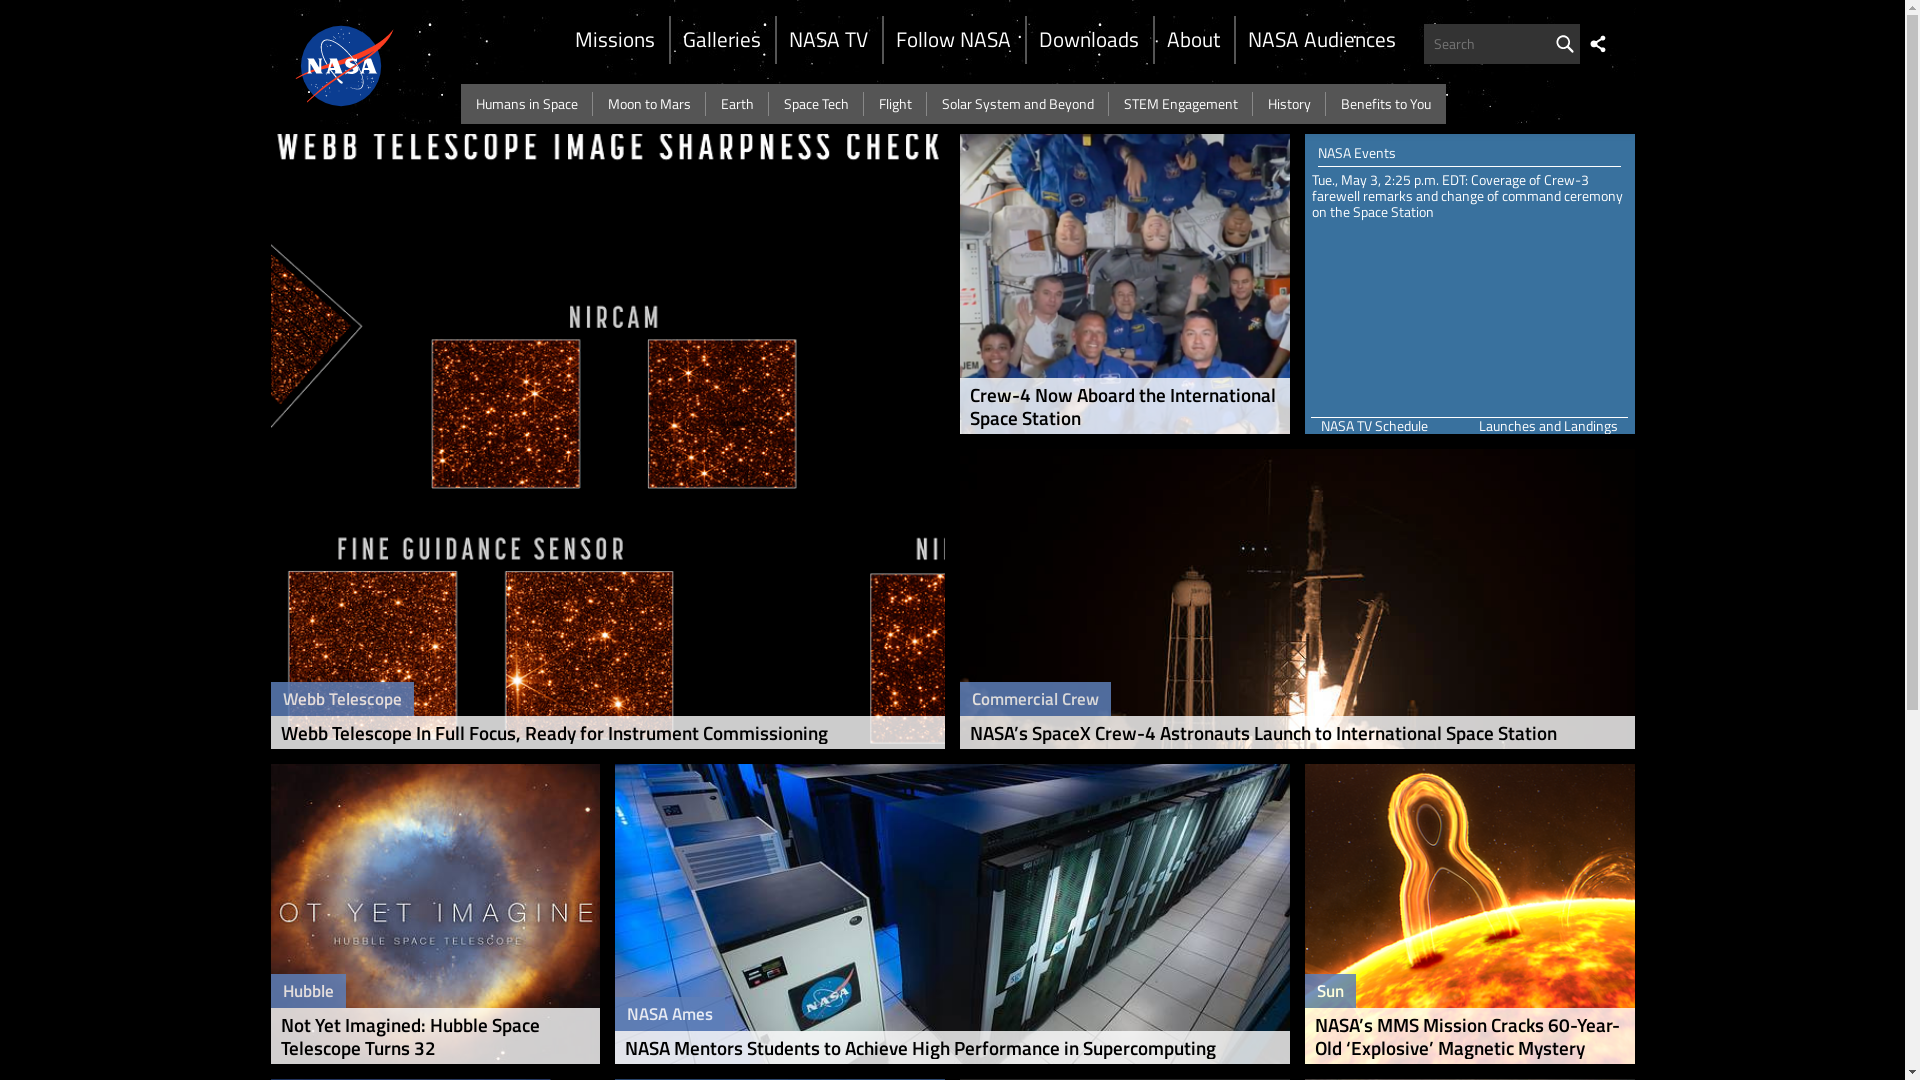 NASA
Missions
Galleries
NASA TV
Follow NASA
Downloads
About
NASA Audiences
Search
Humans in Space
Moon to Mars
Earth
Space Tech
Flight
Solar System and Beyond
STEM Engagement
History
Benefits to You
WEBB TELESCOPE IMAGE SHARPNESS CHECK
NIRCAM
FINE GUIDANCE SENSOR
NI
Webb Telescope
Webb Telescope In Full Focus, Ready for Instrument Commissioning
JEM
Crew-4 Now Aboard the International
Space Station
NASA Events
Tue., May 3, 2:25 p.m. EDT: Coverage of Crew-3
farewell remarks and change of command ceremony
on the Space Station
NASA TV Schedule
Launches and Landings
Commercial Crew
NASA’s SpaceX Crew-4 Astronauts Launch to International Space Station
OT YET IMAGINE
HUBBLE SPACE TELESCOPE
Hubble
Not Yet Imagined: Hubble Space
Telescope Turns 32
NASA
NASA Ames
NASA Mentors Students to Achieve High Performance in Supercomputing
Sun
NASA’s MMS Mission Cracks 60-Year-
Old ‘Explosive’ Magnetic Mystery